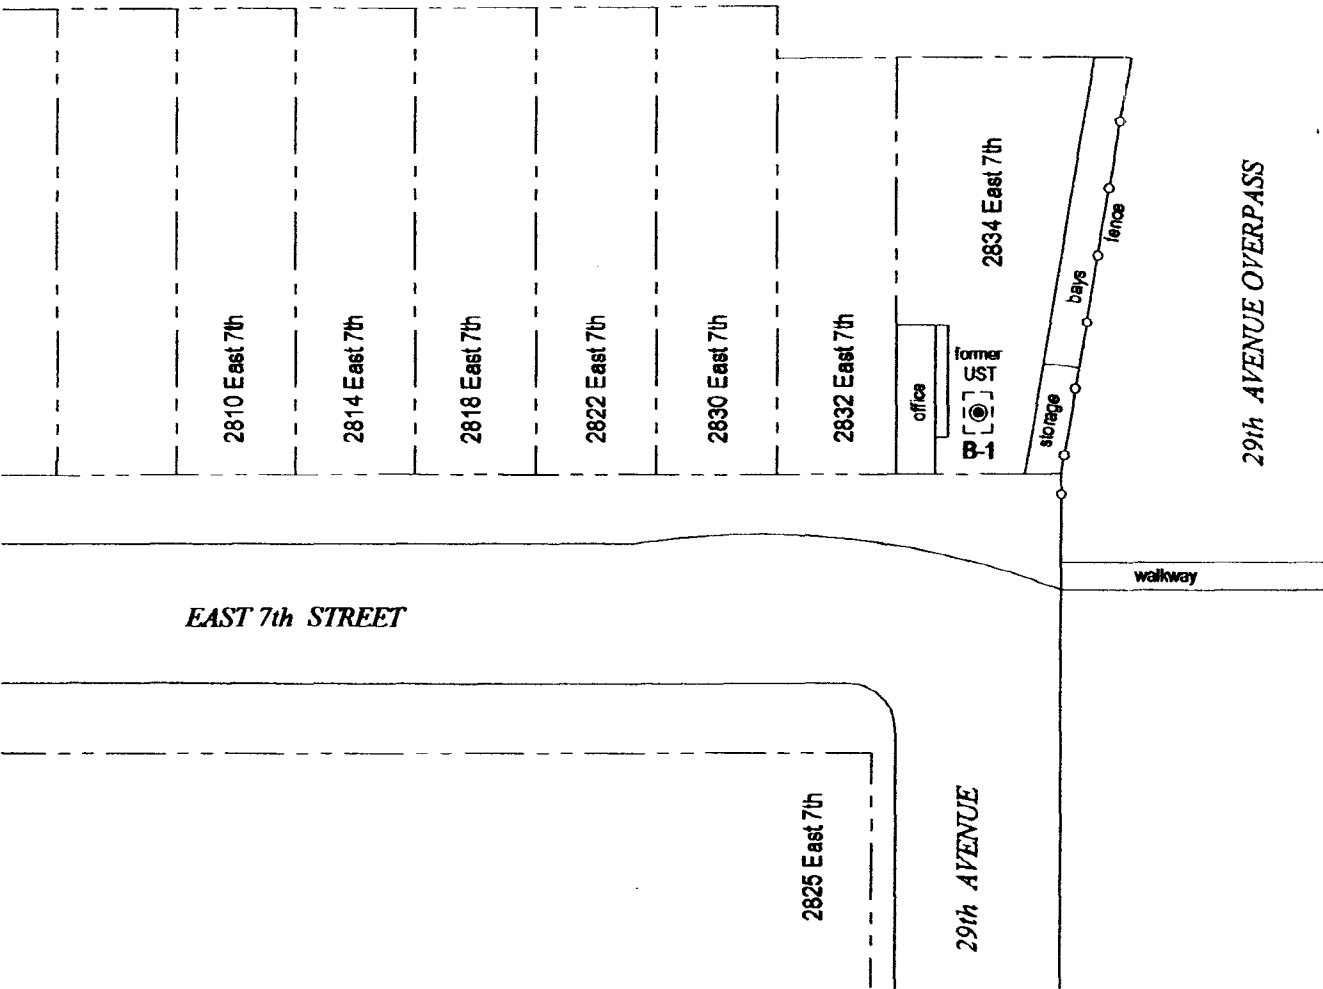 2810 East 7th
2814 East 7th
2818 East 7th
2822 East 7th
2830 East 7th
2832 East 7th
2834 East 7th
office
former
UST
B-1
storage
bays
fence
29th AVENUE OVERPASS
walkway
EAST 7th STREET
2825 East 7th
29th AVENUE